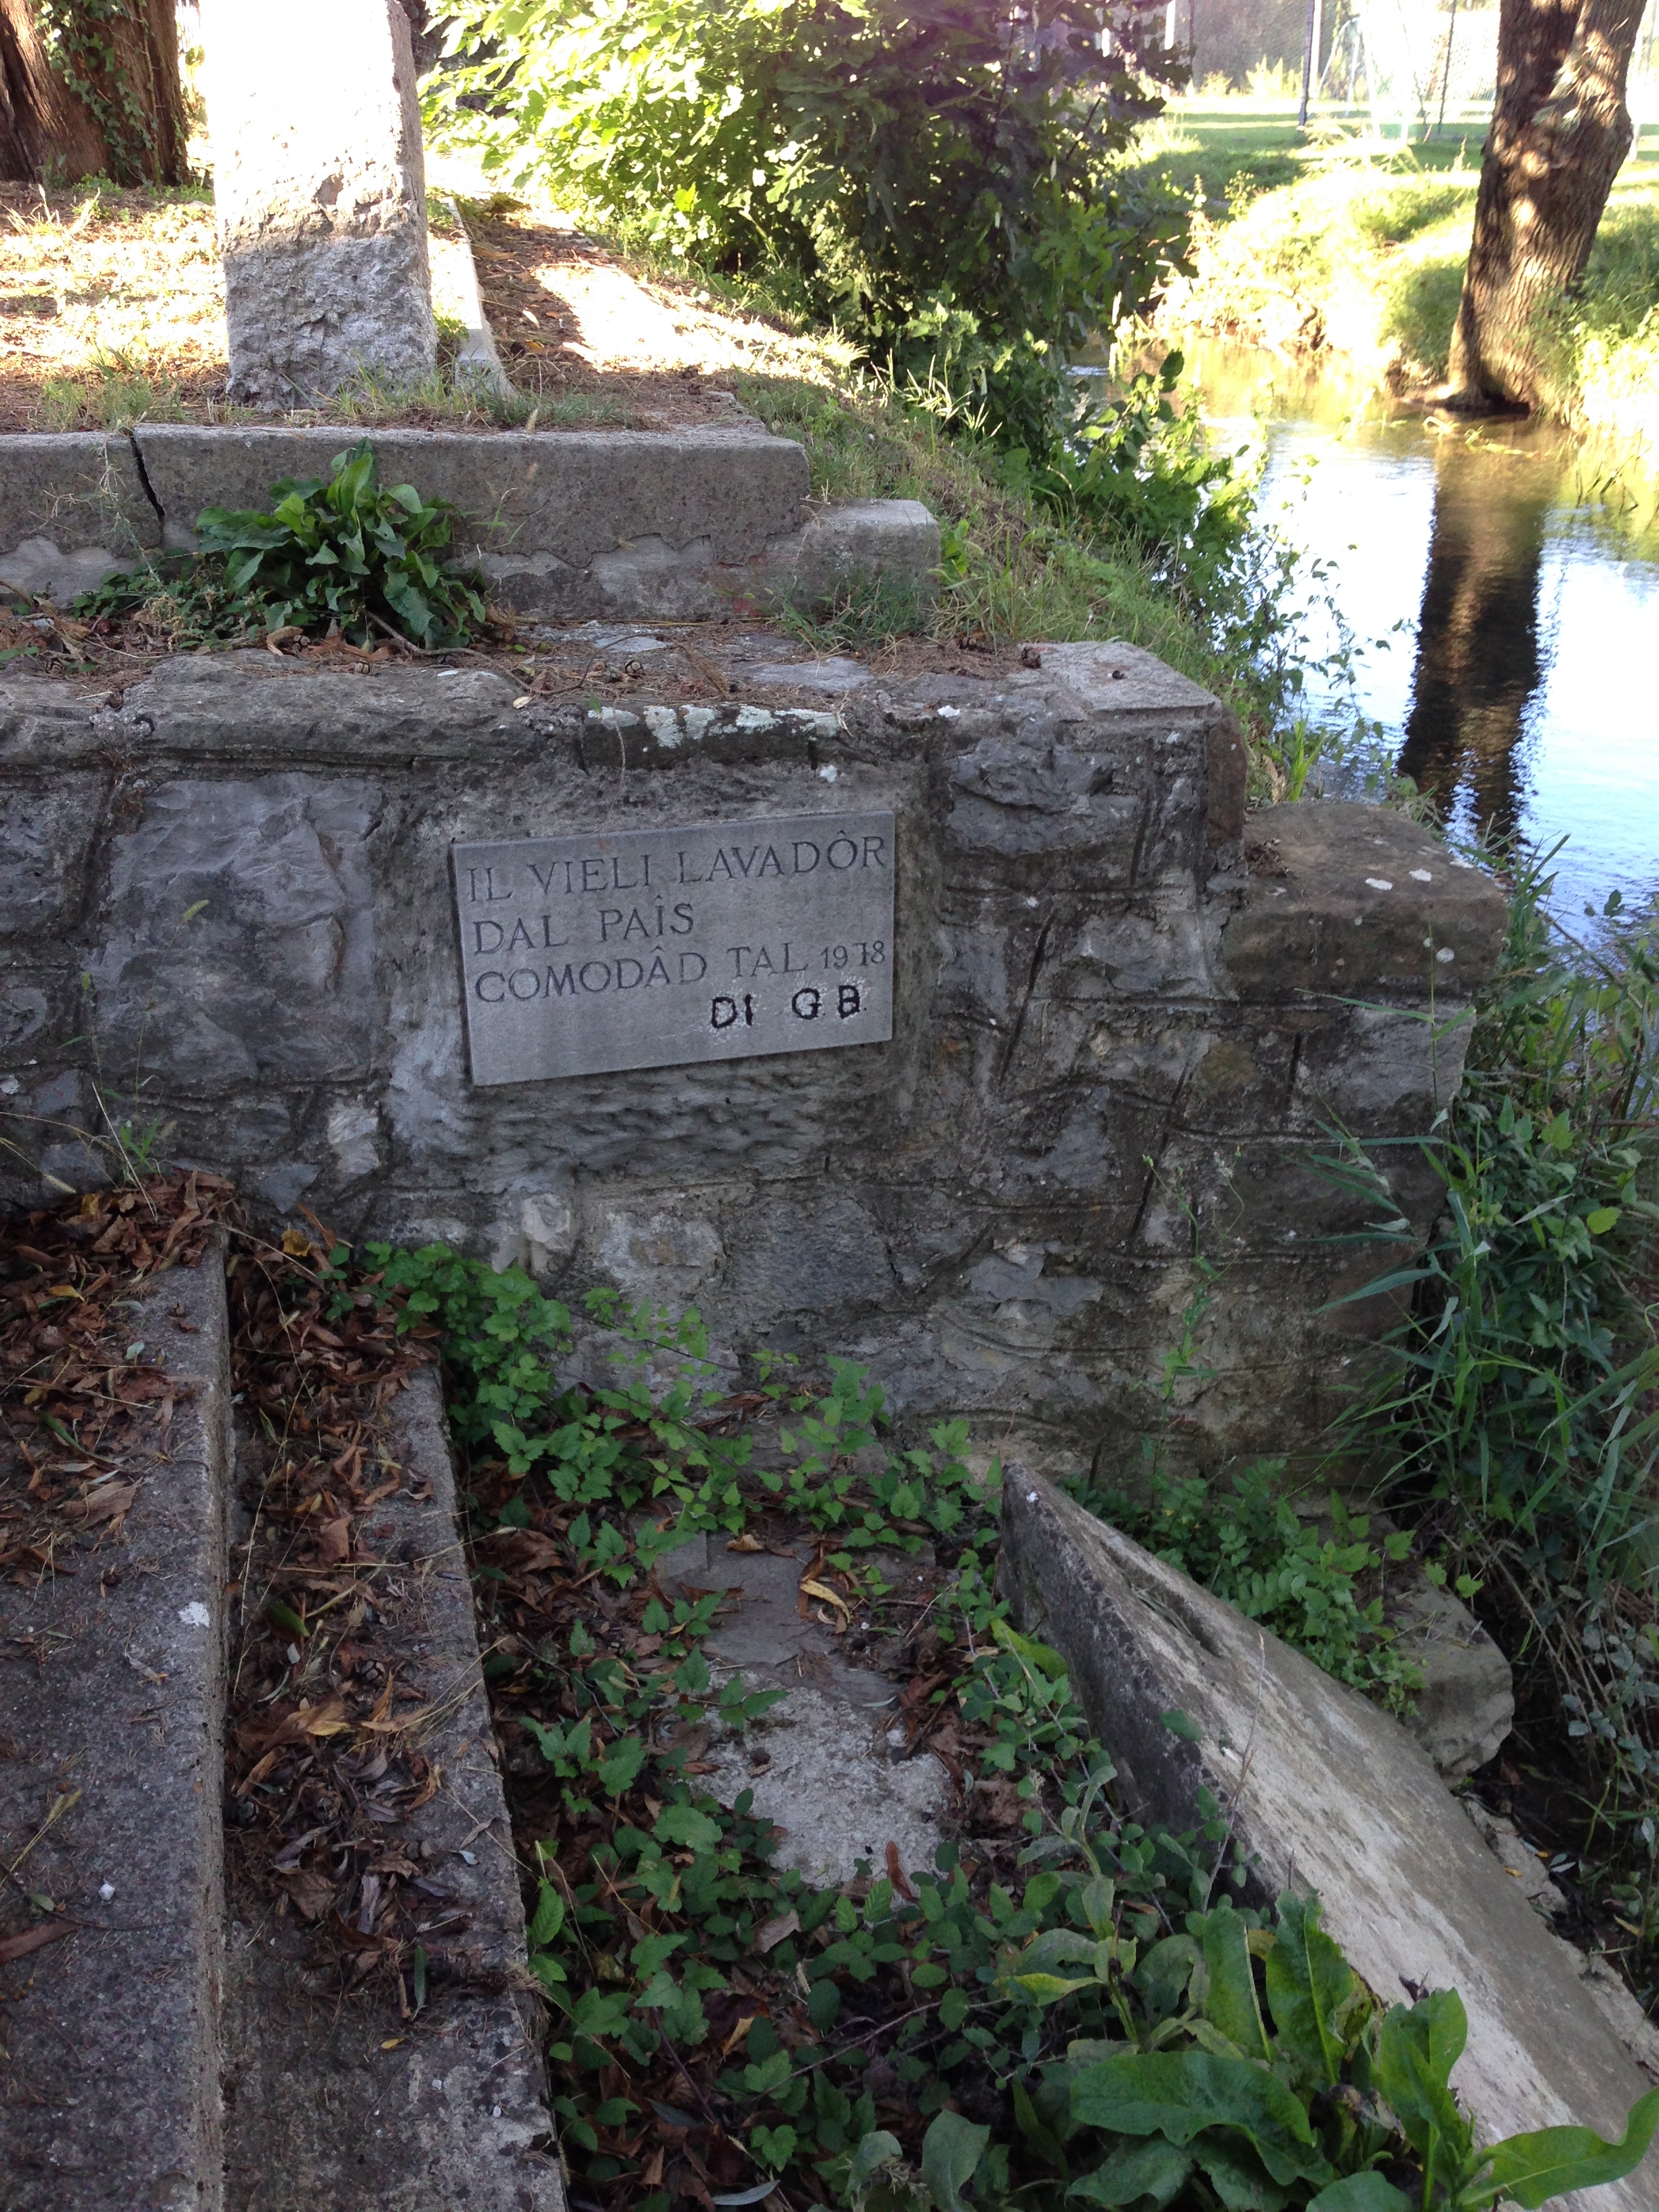 IL VIELI LAVADÔR
DAL PAÎS
COMODÂD TAL 1978
DI GB